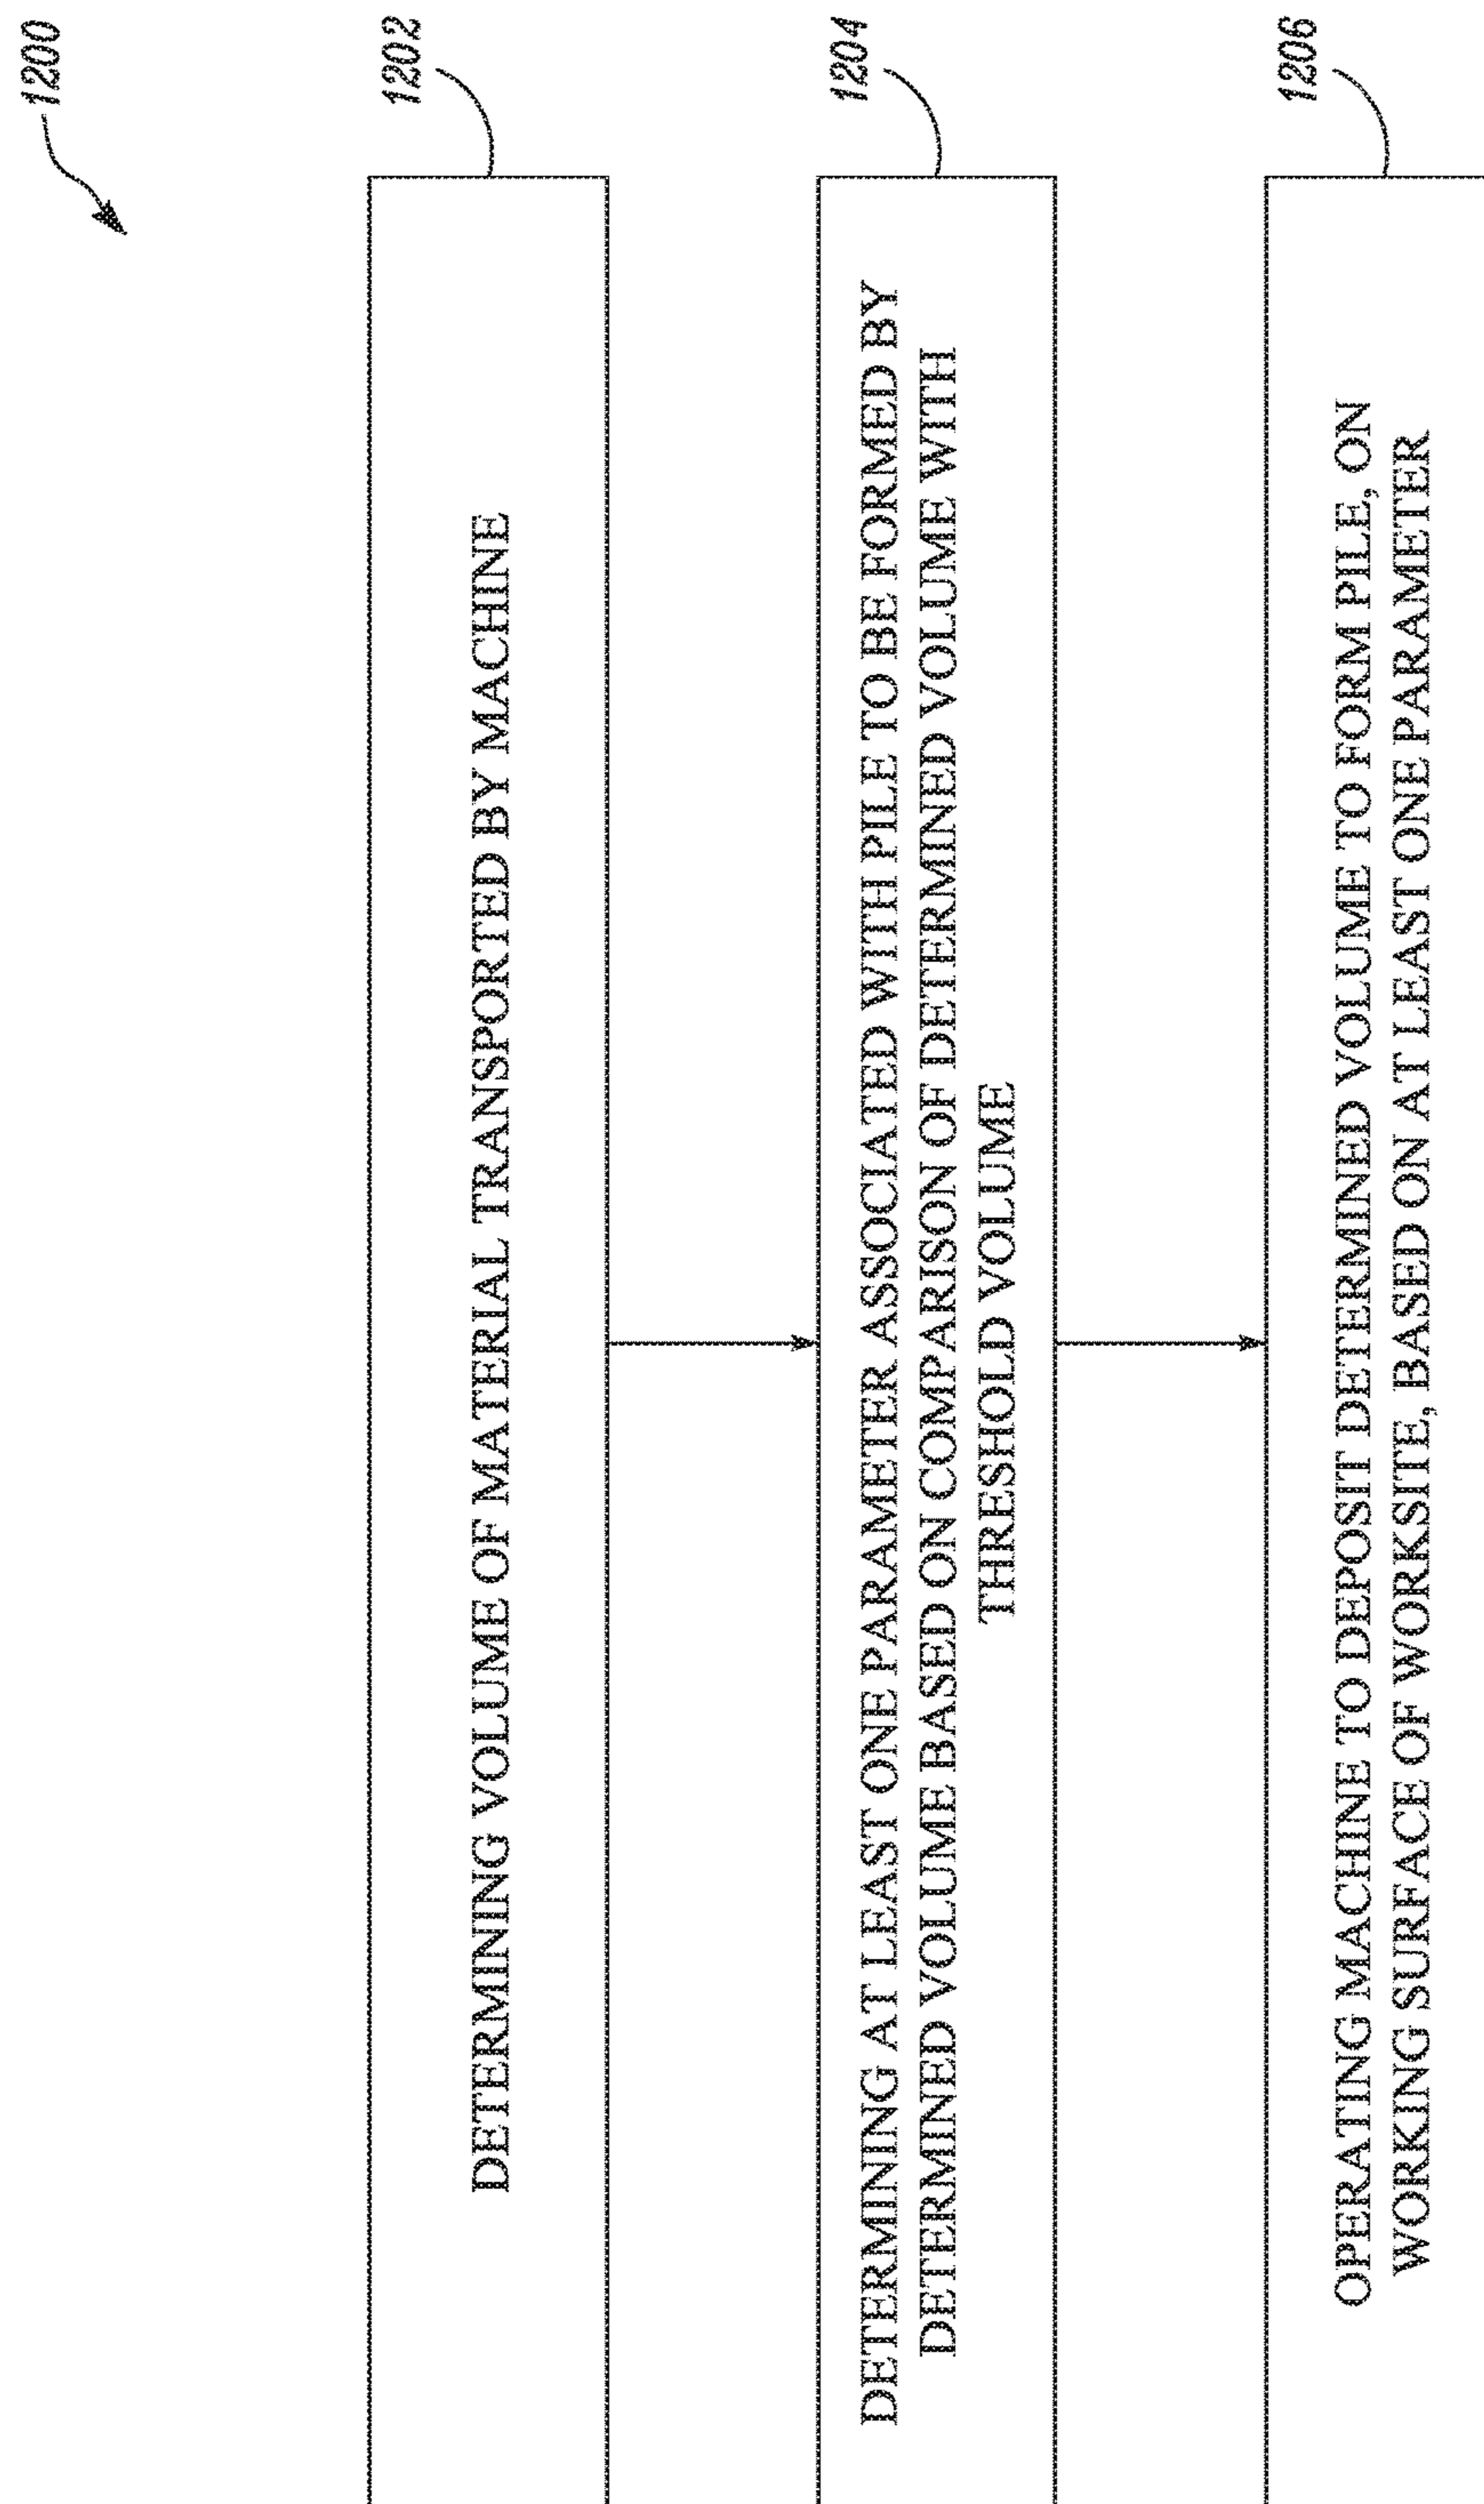 1200
1202
DETERMINING VOLUME OF MATERIAL TRANSPORTED BY MACHINE
1204
DETERMINING AT LEAST ONE PARAMETER ASSOCIATED WITH PILE TO BE FORMED BY
DETERMINED VOLUME BASED ON COMPARISON OF DETERMINED VOLUME WITH
THRESHOLD VOLUME
1206
OPERATING MACHINE TO DEPOSIT DETERMINED VOLUME TO FORM PILE, ON
WORKING SURFACE OF WORKSITE, BASED ON AT LEAST ONE PARAMETER